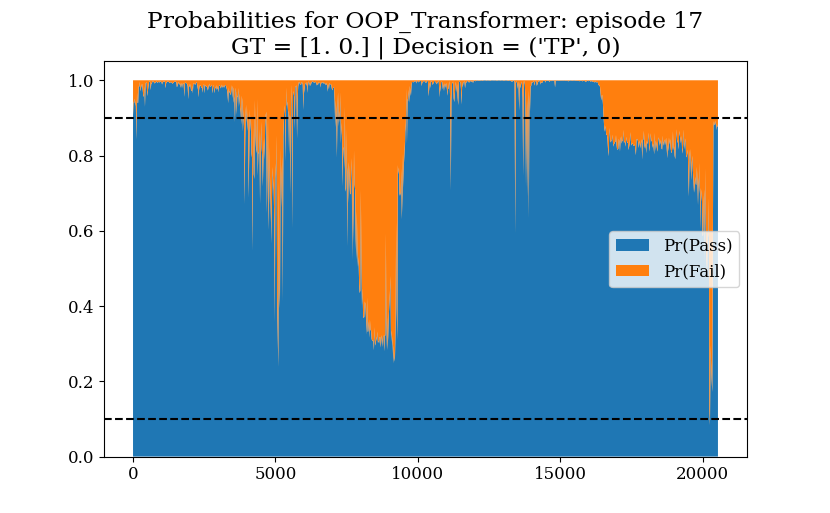 Probabilities for OOP_Transformer: episode 17
GT = [1. 0.] | Decision = ('TP', 0)
1.0
0.8
0.6
0.4
0.2
0.0
Pr(Pass)
Pr(Fail)
0
5000
10000
15000
20000